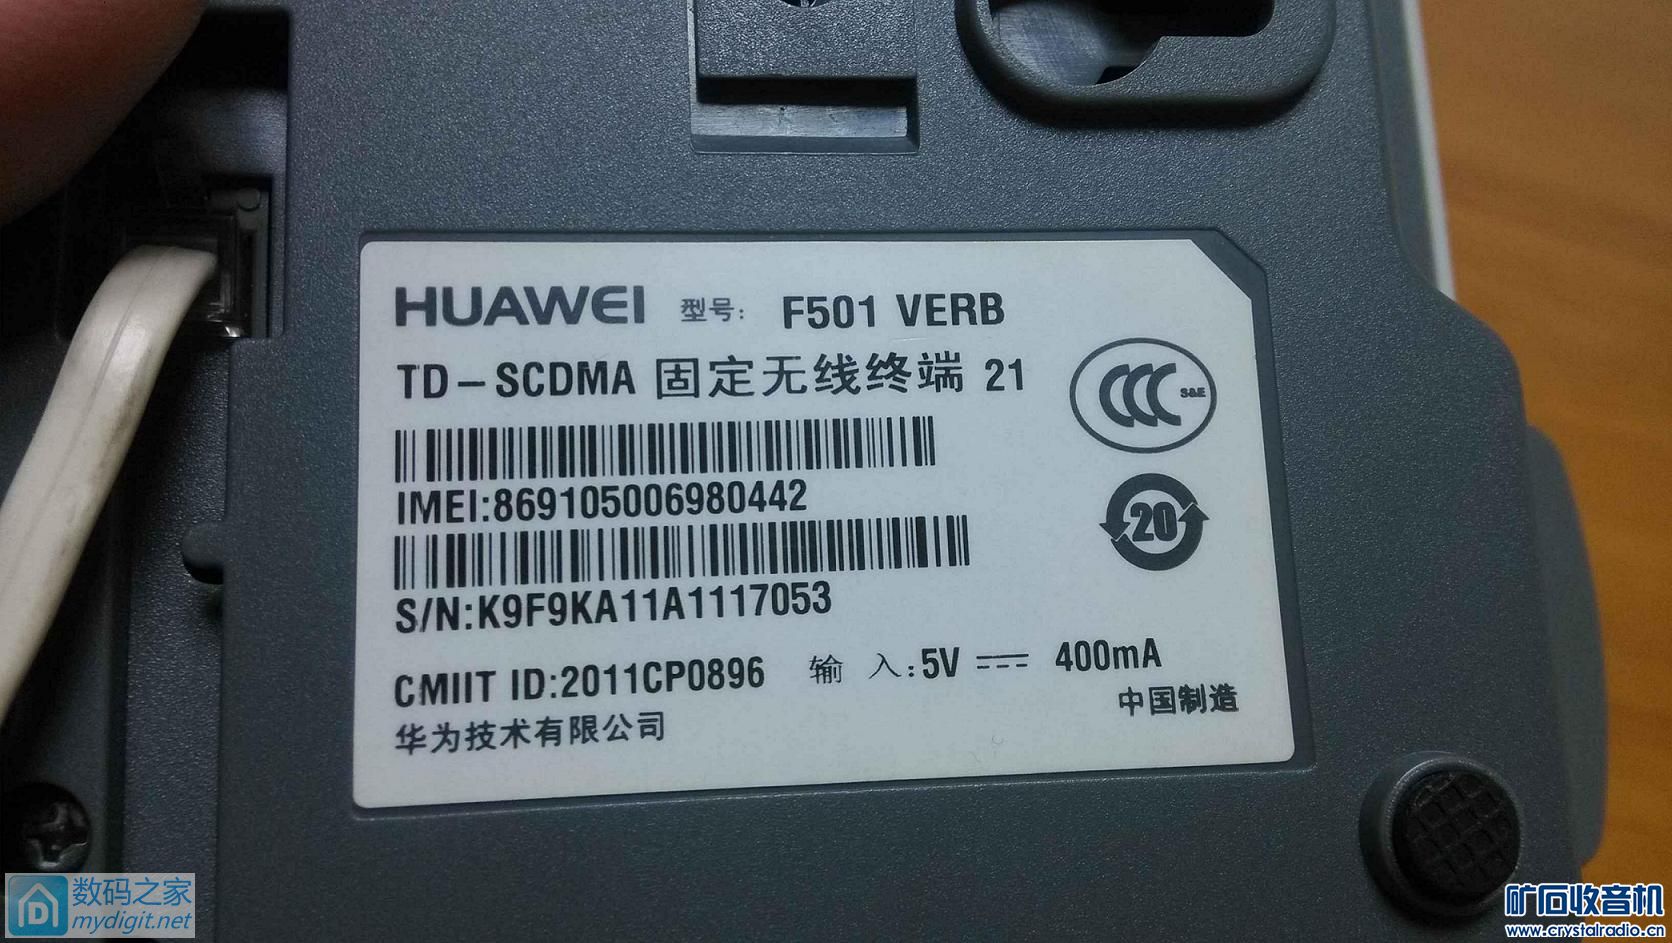 HUAWEI 型号: F501 VERB
TD-SCDMA 固定无线终端 21
CCC S&E
IMEI:869105006980442
20
S/N:K9F9KA11A1117053
CMIIT ID:2011CP0896 输 入:5V 400mA
华为技术有限公司 中国制造
数码之家
mydigit.net
矿石收音机
www.crystalradio.cn